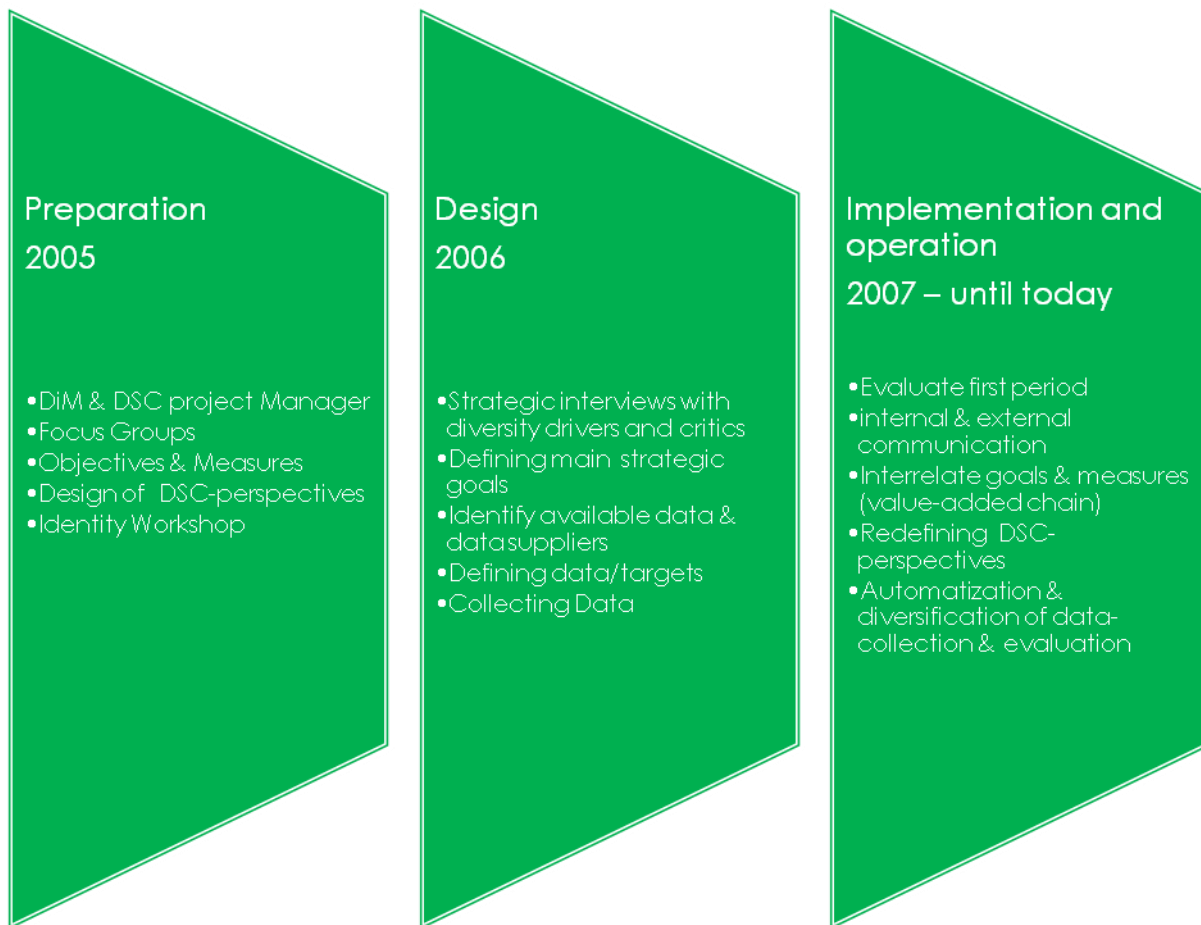 Preparation
2005
•DiM & DSC project Manager
•Focus Groups
•Objectives & Measures
•Design of DSC-perspectives
•Identity Workshop
Design
2006
•Strategic interviews with
diversity drivers and critics
•Defining main strategic
goals
•Identify available data &
data suppliers
•Defining data/targets
•Collecting Data
Implementation and
operation
2007 – until today
•Evaluate first period
•internal & external
communication
•Interrelate goals & measures
(value-added chain)
•Redefining DSC-
perspectives
•Automatization &
diversification of data-
collection & evaluation